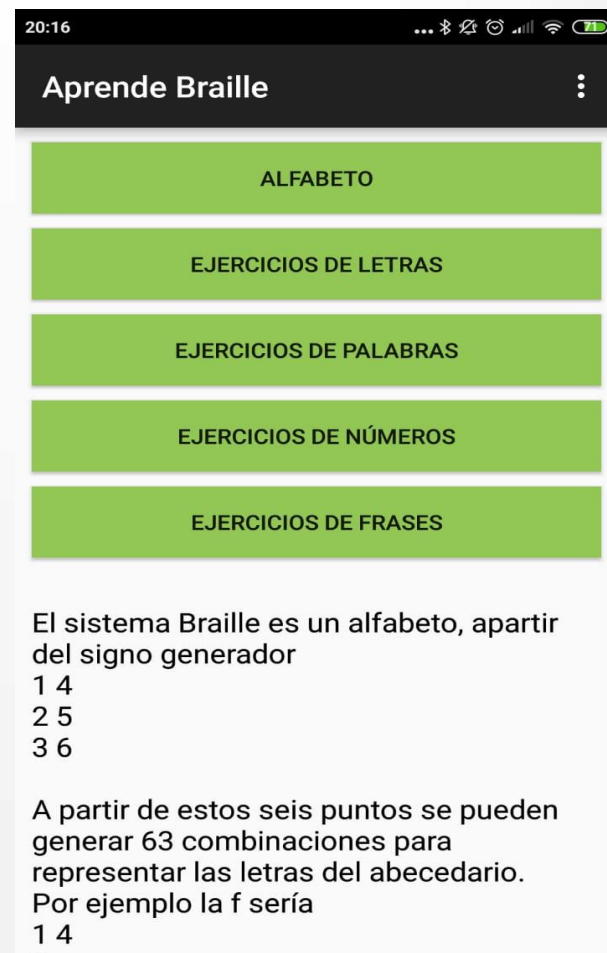 20:16
71
Aprende Braille
ALFABETO
EJERCICIOS DE LETRAS
EJERCICIOS DE PALABRAS
EJERCICIOS DE NÚMEROS
EJERCICIOS DE FRASES
El sistema Braille es un alfabeto, apartir
del signo generador
1 4
2 5
3 6
A partir de estos seis puntos se pueden
generar 63 combinaciones para
representar las letras del abecedario.
Por ejemplo la f sería
1 4